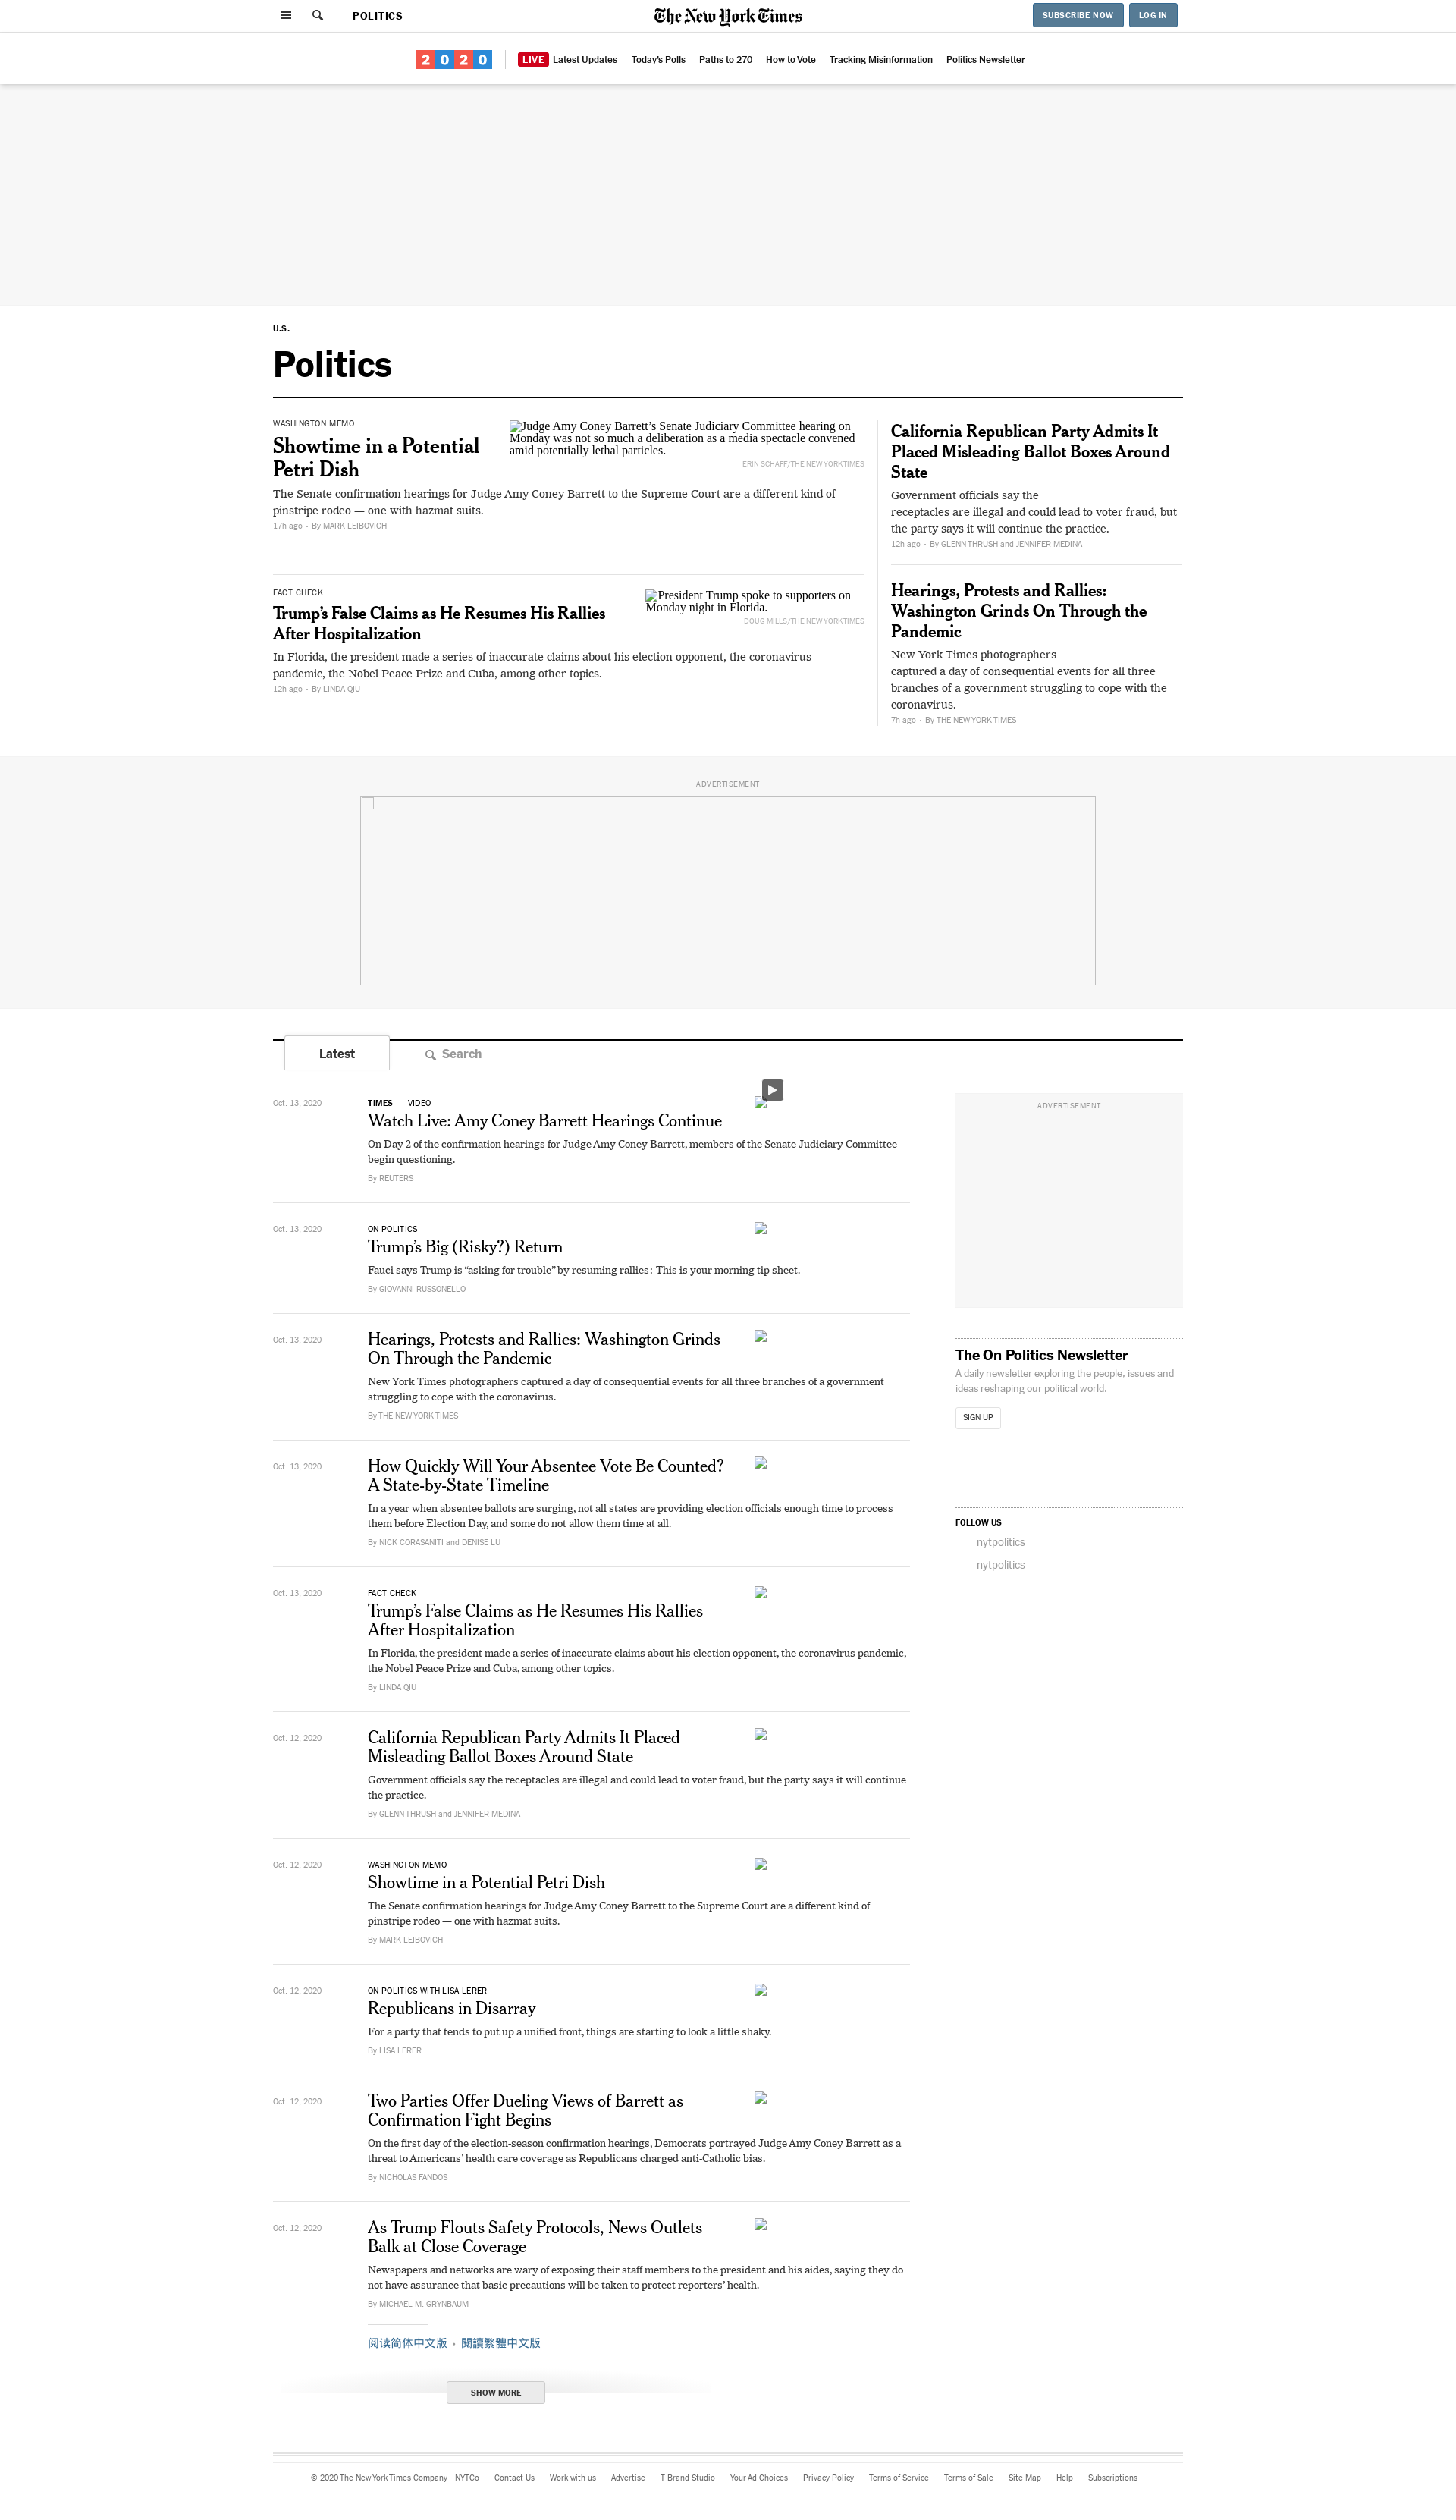 POLITICS
The New York Times
SUBSCRIBE NOW
LOG IN
2020
LIVE Latest Updates
Today's Polls
Paths to 270
How to Vote
Tracking Misinformation
Politics Newsletter
U.S.
Politics
WASHINGTON MEMO
Showtime in a Potential
Petri Dish
Judge Amy Coney Barrett’s Senate Judiciary Committee hearing on
Monday was not so much a deliberation as a media spectacle convened
amid potentially lethal particles.
ERIN SCHAFF/THE NEW YORK TIMES
The Senate confirmation hearings for Judge Amy Coney Barrett to the Supreme Court are a different kind of
pinstripe rodeo — one with hazmat suits.
17h ago · By MARK LEIBOVICH
FACT CHECK
Trump’s False Claims as He Resumes His Rallies
After Hospitalization
President Trump spoke to supporters on
Monday night in Florida.
DOUG MILLS/THE NEW YORK TIMES
In Florida, the president made a series of inaccurate claims about his election opponent, the coronavirus
pandemic, the Nobel Peace Prize and Cuba, among other topics.
12h ago · By LINDA QIU
California Republican Party Admits It
Placed Misleading Ballot Boxes Around
State
Government officials say the
receptacles are illegal and could lead to voter fraud, but
the party says it will continue the practice.
12h ago · By GLENN THRUSH and JENNIFER MEDINA
Hearings, Protests and Rallies:
Washington Grinds On Through the
Pandemic
New York Times photographers
captured a day of consequential events for all three
branches of a government struggling to cope with the
coronavirus.
7h ago · By THE NEW YORK TIMES
ADVERTISEMENT
Latest
Search
Oct. 13, 2020
TIMES | VIDEO
Watch Live: Amy Coney Barrett Hearings Continue
On Day 2 of the confirmation hearings for Judge Amy Coney Barrett, members of the Senate Judiciary Committee
begin questioning.
By REUTERS
Oct. 13, 2020
ON POLITICS
Trump’s Big (Risky?) Return
Fauci says Trump is “asking for trouble” by resuming rallies: This is your morning tip sheet.
By GIOVANNI RUSSONELLO
Oct. 13, 2020
Hearings, Protests and Rallies: Washington Grinds
On Through the Pandemic
New York Times photographers captured a day of consequential events for all three branches of a government
struggling to cope with the coronavirus.
By THE NEW YORK TIMES
Oct. 13, 2020
How Quickly Will Your Absentee Vote Be Counted?
A State-by-State Timeline
In a year when absentee ballots are surging, not all states are providing election officials enough time to process
them before Election Day, and some do not allow them time at all.
By NICK CORASANITI and DENISE LU
Oct. 13, 2020
FACT CHECK
Trump’s False Claims as He Resumes His Rallies
After Hospitalization
In Florida, the president made a series of inaccurate claims about his election opponent, the coronavirus pandemic,
the Nobel Peace Prize and Cuba, among other topics.
By LINDA QIU
Oct. 12, 2020
California Republican Party Admits It Placed
Misleading Ballot Boxes Around State
Government officials say the receptacles are illegal and could lead to voter fraud, but the party says it will continue
the practice.
By GLENN THRUSH and JENNIFER MEDINA
Oct. 12, 2020
WASHINGTON MEMO
Showtime in a Potential Petri Dish
The Senate confirmation hearings for Judge Amy Coney Barrett to the Supreme Court are a different kind of
pinstripe rodeo — one with hazmat suits.
By MARK LEIBOVICH
Oct. 12, 2020
ON POLITICS WITH LISA LERER
Republicans in Disarray
For a party that tends to put up a unified front, things are starting to look a little shaky.
By LISA LERER
Oct. 12, 2020
Two Parties Offer Dueling Views of Barrett as
Confirmation Fight Begins
On the first day of the election-season confirmation hearings, Democrats portrayed Judge Amy Coney Barrett as a
threat to Americans’ health care coverage as Republicans charged anti-Catholic bias.
By NICHOLAS FANDOS
Oct. 12, 2020
As Trump Flouts Safety Protocols, News Outlets
Balk at Close Coverage
Newspapers and networks are wary of exposing their staff members to the president and his aides, saying they do
not have assurance that basic precautions will be taken to protect reporters’ health.
By MICHAEL M. GRYNBAUM
阅读简体中文版 · 閱讀繁體中文版
SHOW MORE
ADVERTISEMENT
The On Politics Newsletter
A daily newsletter exploring the people, issues and
ideas reshaping our political world.
SIGN UP
FOLLOW US
nytpolitics
nytpolitics
© 2020 The New York Times Company
NYTCo
Contact Us
Work with us
Advertise
T Brand Studio
Your Ad Choices
Privacy Policy
Terms of Service
Terms of Sale
Site Map
Help
Subscriptions